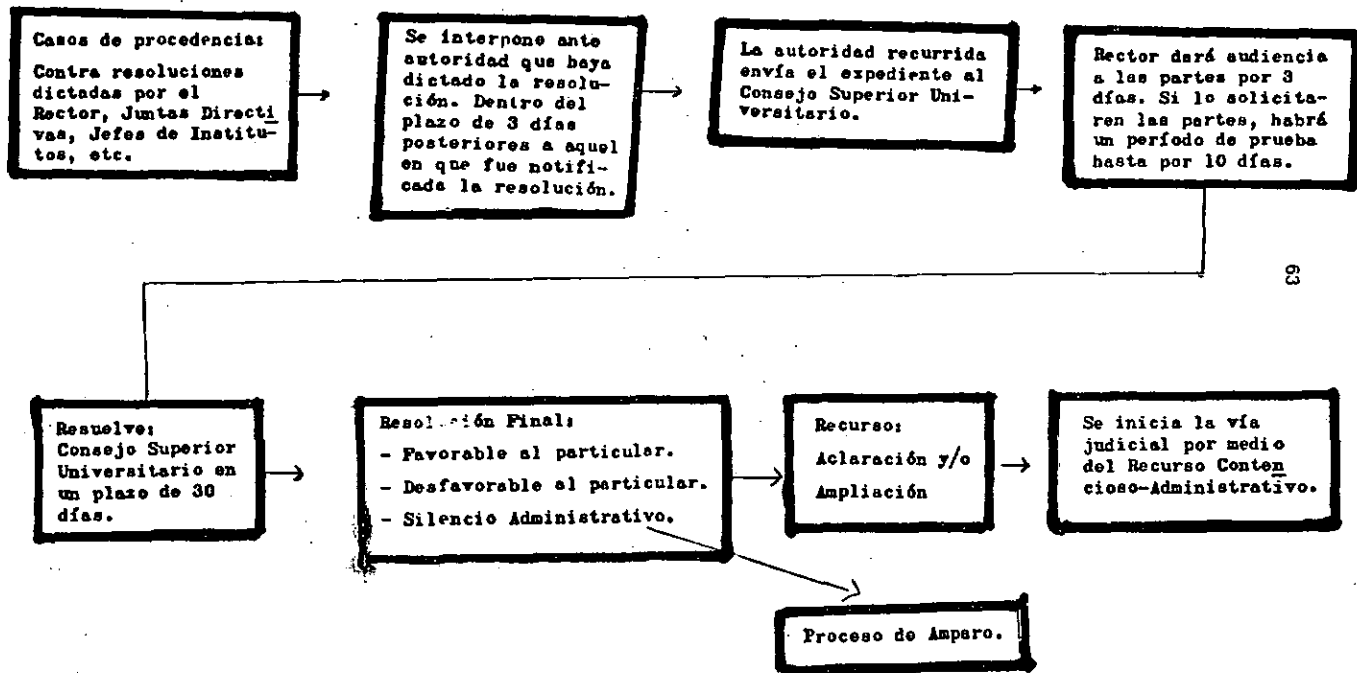 Casos de procedencia:
Contra resoluciones
dictadas por el
Rector, Juntas Directi
vas, Jefes de Institu-
tos, etc.
Se interpone ante
autoridad que haya
dictado la resolu-
ción. Dentro del
plazo de 3 días
posteriores a aquel
en que fue notifi-
cada la resolución.
La autoridad recurrida
envía el expediente al
Consejo Superior Uni-
versitario.
Rector dará audiencia
a las partes por 3
días. Si lo solicita-
ren las partes, habrá
un período de prueba
hasta por 10 días.
63
Resuelve:
Consejo Superior
Universitario en
un plazo de 30
días.
Final:
- Favorable al particular.
- Desfavorable al particular.
- Silencio Administrativo.
Recurso:
Aclaración y/o
Ampliación
Se inicia la vía
judicial por medio
del Recurso Conten
cioso-Administrativo.
Proceso de Amparo.